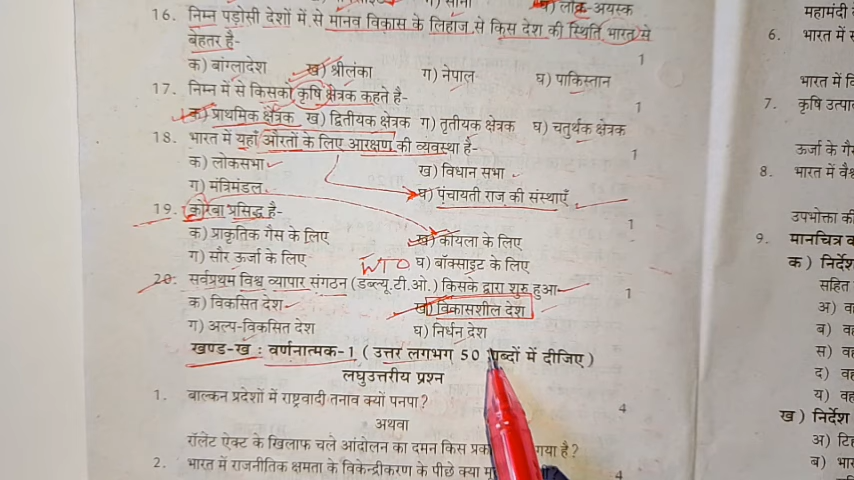 लौह-अयस्क
16. निम्न पड़ोसी देशों में से मानव विकास के लिहाज से किस देश की स्थिति भारत से
बेहतर है- 1
क) बांग्लादेश ख) श्रीलंका ग) नेपाल घ) पाकिस्तान
17. निम्न में से किसको कृषि क्षेत्रक कहते है- 1
क) प्राथमिक क्षेत्रक ख) द्वितीयक क्षेत्रक ग) तृतीयक क्षेत्रक घ) चतुर्थक क्षेत्रक
18. भारत में यहाँ औरतों के लिए आरक्षण की व्यवस्था है- 1
क) लोकसभा ख) विधान सभा
ग) मंत्रिमंडल घ) पंचायती राज की संस्थाएँ
19. कोरबा प्रसिद्ध है- 1
क) प्राकृतिक गैस के लिए ख) कोयला के लिए
ग) सौर ऊर्जा के लिए घ) बॉक्साइट के लिए
WTO
20. सर्वप्रथम विश्व व्यापार संगठन (डब्ल्यू.टी.ओ.) किसके द्वारा शुरु हुआ- 1
क) विकसित देश ख) विकासशील देश
ग) अल्प-विकसित देश घ) निर्धन देश
खण्ड-ख : वर्णनात्मक-1 ( उत्तर लगभग 50 शब्दों में दीजिए )
लघुउत्तरीय प्रश्न
1. बाल्कन प्रदेशों में राष्ट्रवादी तनाव क्यों पनपा? 4
अथवा
रॉलेट ऐक्ट के खिलाफ चले आंदोलन का दमन किस गया है?
2. भारत में राजनीतिक क्षमता के विकेन्द्रीकरण के पीछे क्या 4
महामंदी
6. भारत में
भारत में
7. कृषि
ऊर्जा के
8. भारत में
उपभोक्ता
9. मानचित्र
क) निर्देश
सहित
अ)
ब)
स)
द)
य)
ख) निर्देश
अ)
ब)